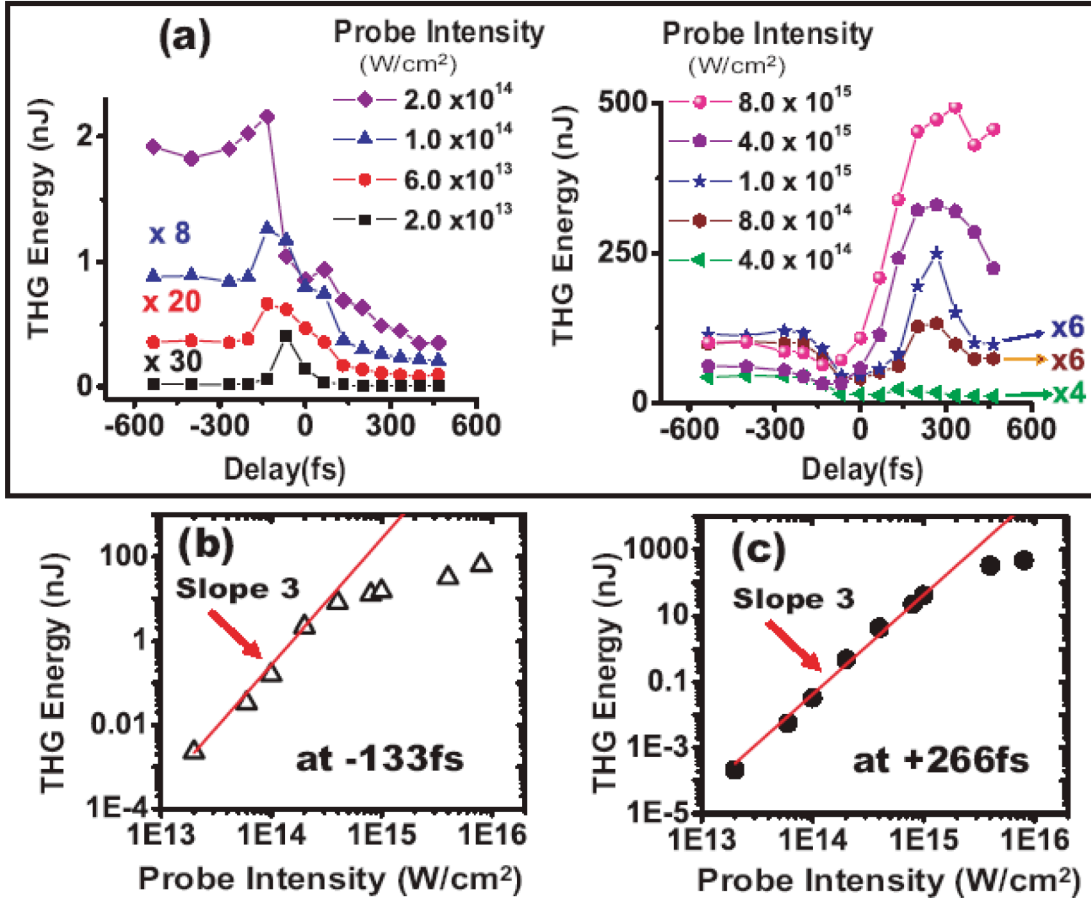 (a)
Probe Intensity
(W/cm²)
2.0 x10¹⁴
1.0 x10¹⁴
6.0 x10¹³
2.0 x10¹³
THG Energy (nJ)
2
1
0
x 8
x 20
x 30
-600 -300 0 300 600
Delay(fs)
Probe Intensity
(W/cm²)
8.0 x 10¹⁵
4.0 x 10¹⁵
1.0 x 10¹⁵
8.0 x 10¹⁴
4.0 x 10¹⁴
THG Energy (nJ)
500
250
0
x6
x6
x4
-600 -300 0 300 600
Delay(fs)
(b)
Slope 3
THG Energy (nJ)
100
1
0.01
1E-4
at -133fs
1E13 1E14 1E15 1E16
Probe Intensity (W/cm²)
(c)
Slope 3
THG Energy (nJ)
1000
10
0.1
1E-3
1E-5
at +266fs
1E13 1E14 1E15 1E16
Probe Intensity (W/cm²)